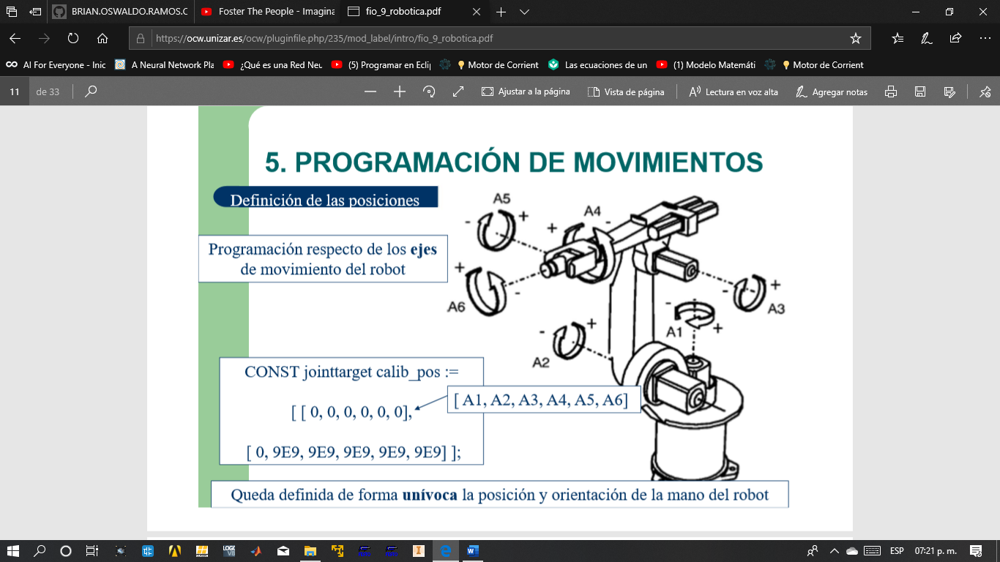 BRIAN.OSWALDO.RAMOS.C
Foster The People - Imagina
fio_9_robotica.pdf
https://ocw.unizar.es/ocw/pluginfile.php/235/mod_label/intro/fio_9_robotica.pdf
AI For Everyone - Inic
A Neural Network Pla
¿Qué es una Red Neu
(5) Programar en Ecli
Motor de Corrient
Las ecuaciones de un
(1) Modelo Matemáti
Motor de Corrient
11 de 33
Ajustar a la página
Vista de página
Lectura en voz alta
Agregar notas
5. PROGRAMACIÓN DE MOVIMIENTOS
Definición de las posiciones
Programación respecto de los ejes
de movimiento del robot
A5
- +
A4
+ -
+
A6
-
- +
A3
-
A1
+
- +
A2
CONST jointtarget calib_pos :=
[ [ 0, 0, 0, 0, 0, 0],
[ A1, A2, A3, A4, A5, A6]
[ 0, 9E9, 9E9, 9E9, 9E9, 9E9] ];
Queda definida de forma unívoca la posición y orientación de la mano del robot
ESP
07:21 p. m.